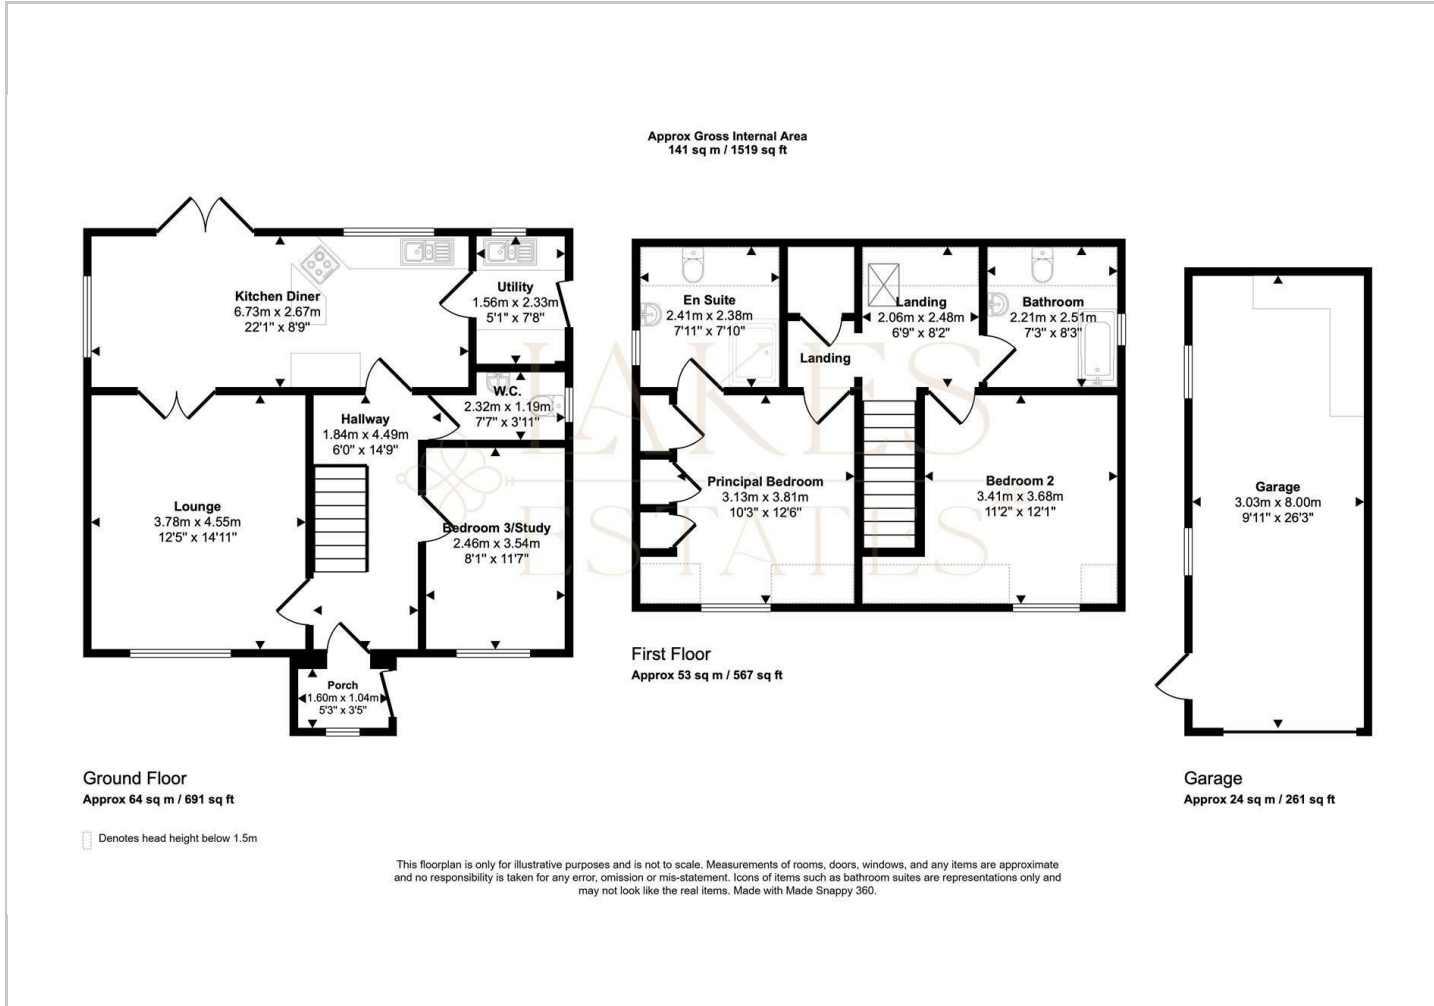 Approx Gross Internal Area
141 sq m / 1519 sq ft
Kitchen Diner
6.73m x 2.67m
22'1" x 8'9"
Utility
1.56m x 2.33m
5'1" x 7'8"
W.C.
2.32m x 1.19m
7'7" x 3'11"
Hallway
1.84m x 4.49m
6'0" x 14'9"
Lounge
3.78m x 4.55m
12'5" x 14'11"
Bedroom 3/Study
2.46m x 3.54m
8'1" x 11'7"
Porch
1.60m x 1.04m
5'3" x 3'5"
Ground Floor
Approx 64 sq m / 691 sq ft
Denotes head height below 1.5m
En Suite
2.41m x 2.38m
7'11" x 7'10"
Landing
Landing
2.06m x 2.48m
6'9" x 8'2"
Bathroom
2.21m x 2.51m
7'3" x 8'3"
Principal Bedroom
3.13m x 3.81m
10'3" x 12'6"
Bedroom 2
3.41m x 3.68m
11'2" x 12'1"
First Floor
Approx 53 sq m / 567 sq ft
Garage
3.03m x 8.00m
9'11" x 26'3"
Garage
Approx 24 sq m / 261 sq ft
LAKES
ESTATES
H
This floorplan is only for illustrative purposes and is not to scale. Measurements of rooms, doors, windows, and any items are approximate
and no responsibility is taken for any error, omission or mis-statement. Icons of items such as bathroom suites are representations only and
may not look like the real items. Made with Made Snappy 360.